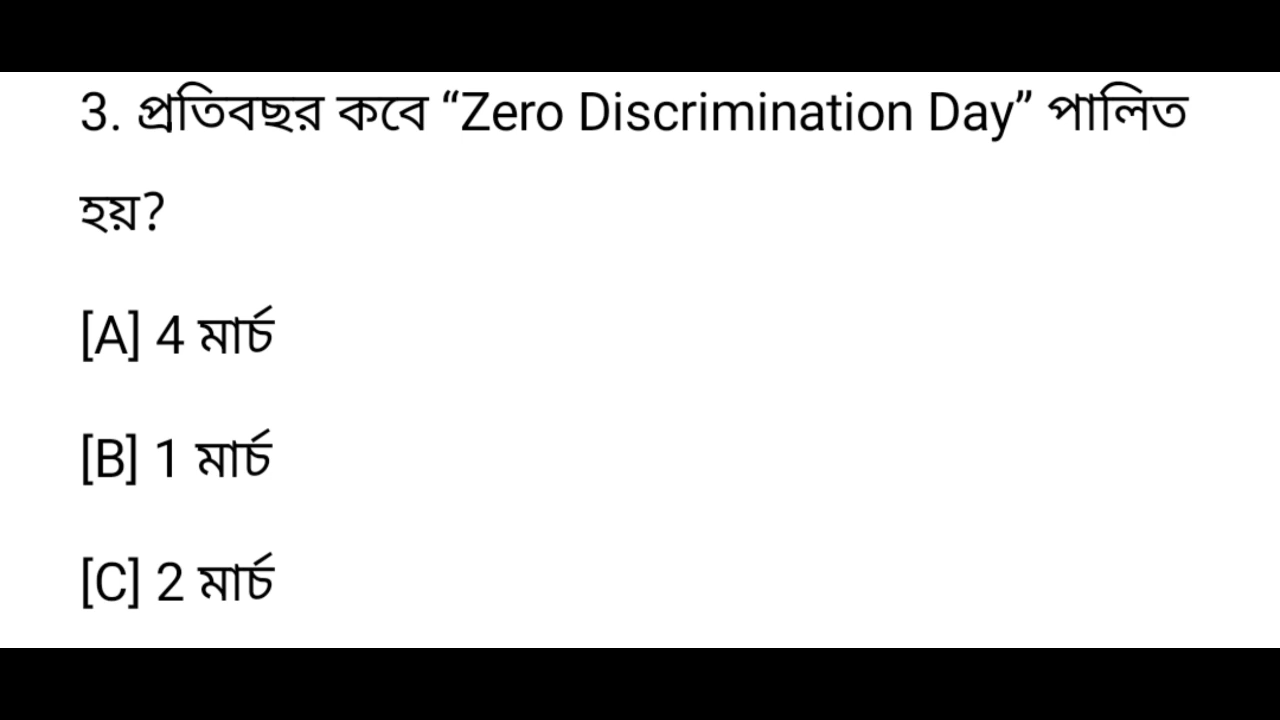 3. প্রতিবছর কবে “Zero Discrimination Day” পালিত
হয়?
[A] 4 মার্চ
[B] 1 মার্চ
[C] 2 মার্চ